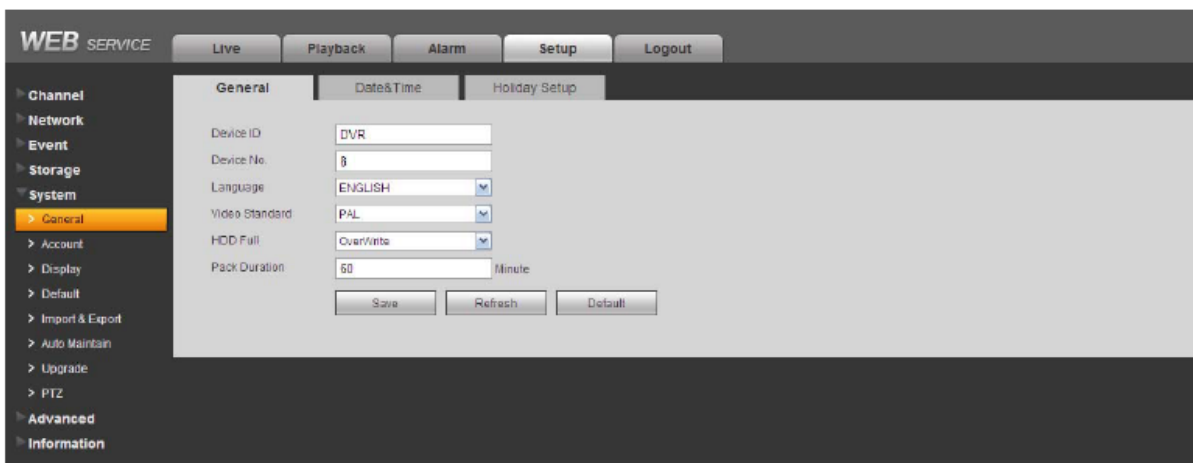 WEB SERVICE
Live Playback Alarm Setup Logout
General Date&Time Holiday Setup
Channel
Network
Event
Storage
System
> General
> Account
> Display
> Default
> Import & Export
> Auto Maintain
> Upgrade
> PTZ
Advanced
Information
Device ID DVR
Device No. 8
Language ENGLISH
Video Standard PAL
HDD Full OverWrite
Pack Duration 60 Minute
Save Refresh Default